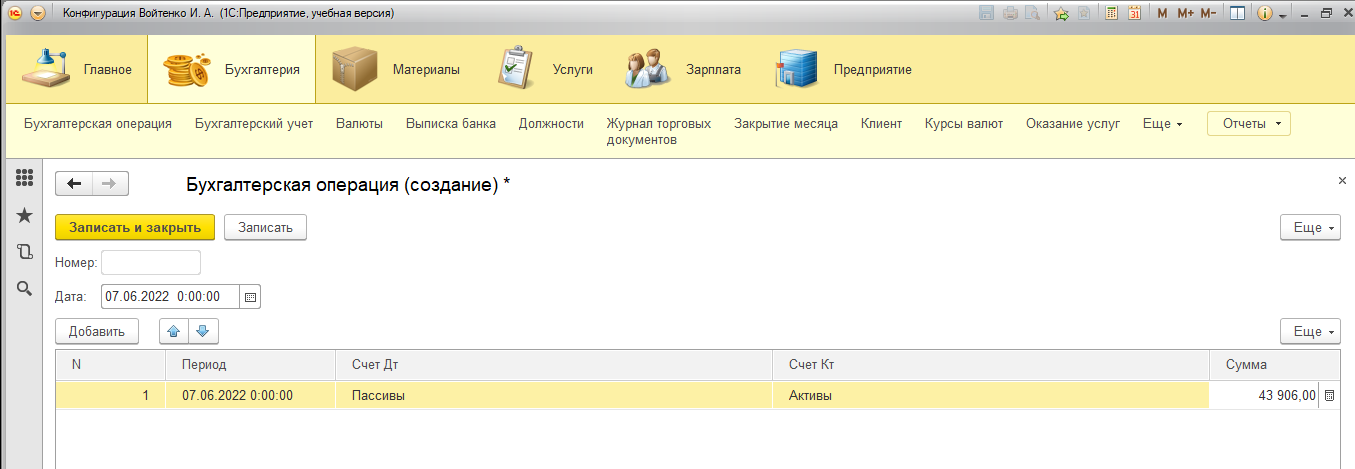 Конфигурация Войтенко И. А. (1С:Предприятие, учебная версия) M M+ M-
Главное Бухгалтерия Материалы Услуги Зарплата Предприятие
Бухгалтерская операция Бухгалтерский учет Валюты Выписка банка Должности Журнал торговых Закрытие месяца Клиент Курсы валют Оказание услуг Еще Отчеты
документов
Бухгалтерская операция (создание) *
Записать и закрыть Записать Еще
Номер:
Дата: 07.06.2022 0:00:00
Добавить Еще
N Период Счет Дт Счет Кт Сумма
1 07.06.2022 0:00:00 Пассивы Активы 43 906,00